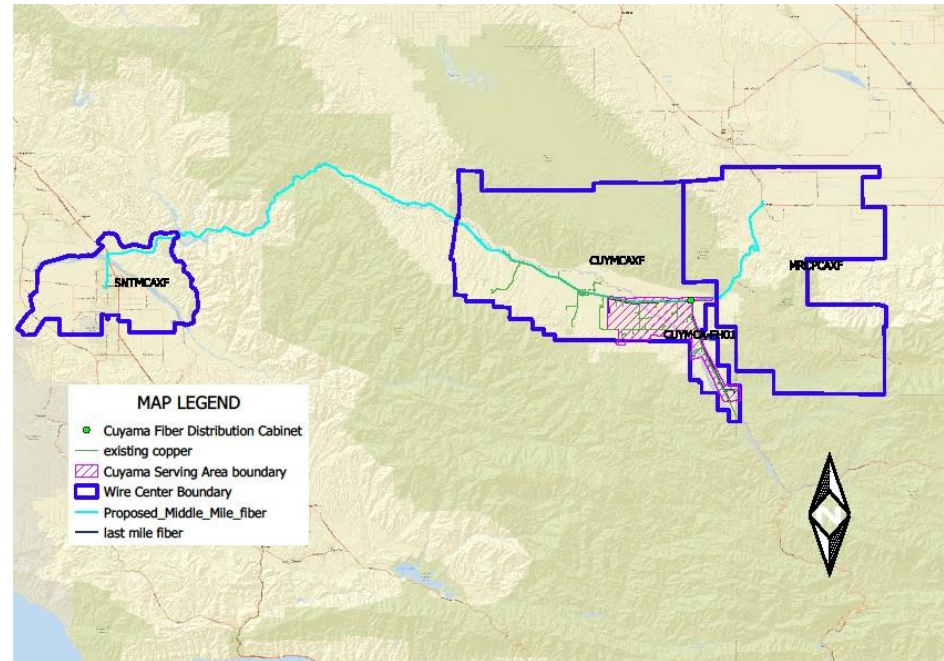 CUYMCAXF
MRCPCAXF
SNTMCAXF
CUYMCA-FH01
MAP LEGEND
Cuyama Fiber Distribution Cabinet
existing copper
Cuyama Serving Area boundary
Wire Center Boundary
Proposed_Middle_Mile_fiber
last mile fiber
N